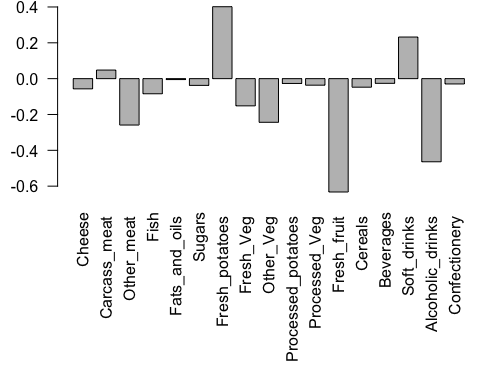 0.4
0.2
0.0
-0.2
-0.4
-0.6
Cheese
Carcass_meat
Other_meat
Fish
Fats_and_oils
Sugars
Fresh_potatoes
Fresh_Veg
Other_Veg
Processed_potatoes
Processed_Veg
Fresh_fruit
Cereals
Beverages
Soft_drinks
Alcoholic_drinks
Confectionery